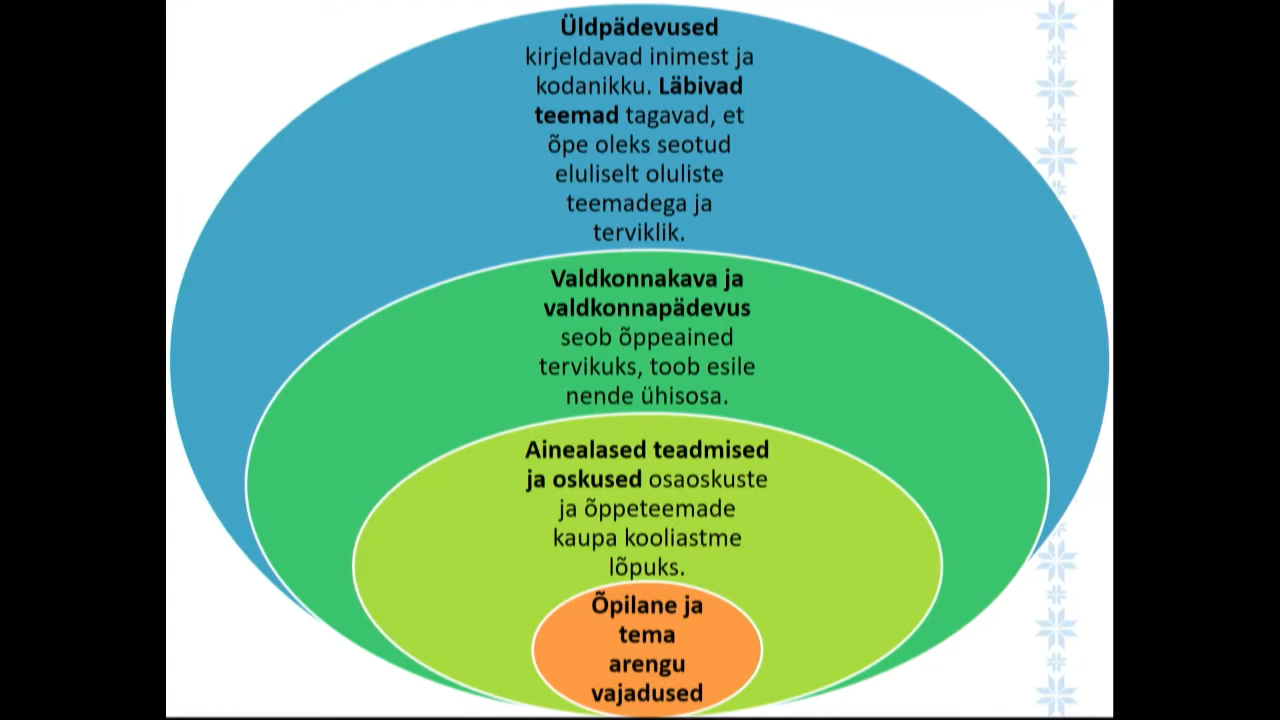 Üldpädevused
kirjeldavad inimest ja
kodanikku. Läbivad
teemad tagavad, et
õpe oleks seotud
eluliselt oluliste
teemadega ja
terviklik.
Valdkonnakava ja
valdkonnapädevus
seob õppeained
tervikuks, toob esile
nende ühisosa.
Ainealased teadmised
ja oskused osaoskuste
ja õppeteemade
kaupa kooliastme
lõpuks.
Õpilane ja
tema
arengu
vajadused